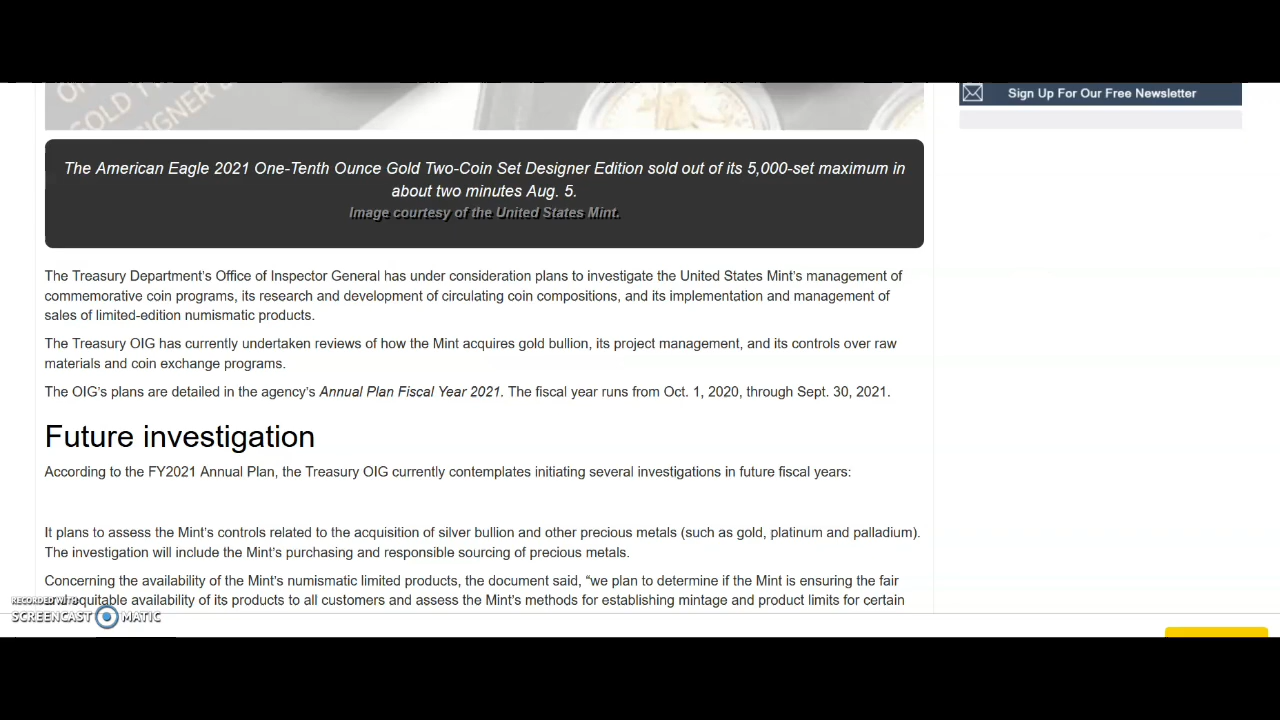 OF
GOLD TW
SIGNER
Sign Up For Our Free Newsletter
The American Eagle 2021 One-Tenth Ounce Gold Two-Coin Set Designer Edition sold out of its 5,000-set maximum in
about two minutes Aug. 5.
Image courtesy of the United States Mint.
The Treasury Department's Office of Inspector General has under consideration plans to investigate the United States Mint's management of
commemorative coin programs, its research and development of circulating coin compositions, and its implementation and management of
sales of limited-edition numismatic products.
The Treasury OIG has currently undertaken reviews of how the Mint acquires gold bullion, its project management, and its controls over raw
materials and coin exchange programs.
The OIG's plans are detailed in the agency's Annual Plan Fiscal Year 2021. The fiscal year runs from Oct. 1, 2020, through Sept. 30, 2021.
Future investigation
According to the FY2021 Annual Plan, the Treasury OIG currently contemplates initiating several investigations in future fiscal years:
It plans to assess the Mint's controls related to the acquisition of silver bullion and other precious metals (such as gold, platinum and palladium).
The investigation will include the Mint's purchasing and responsible sourcing of precious metals.
Concerning the availability of the Mint's numismatic limited products, the document said, “we plan to determine if the Mint is ensuring the fair
and equitable availability of its products to all customers and assess the Mint's methods for establishing mintage and product limits for certain
RECORDED WITH
SCREENCAST MATIC